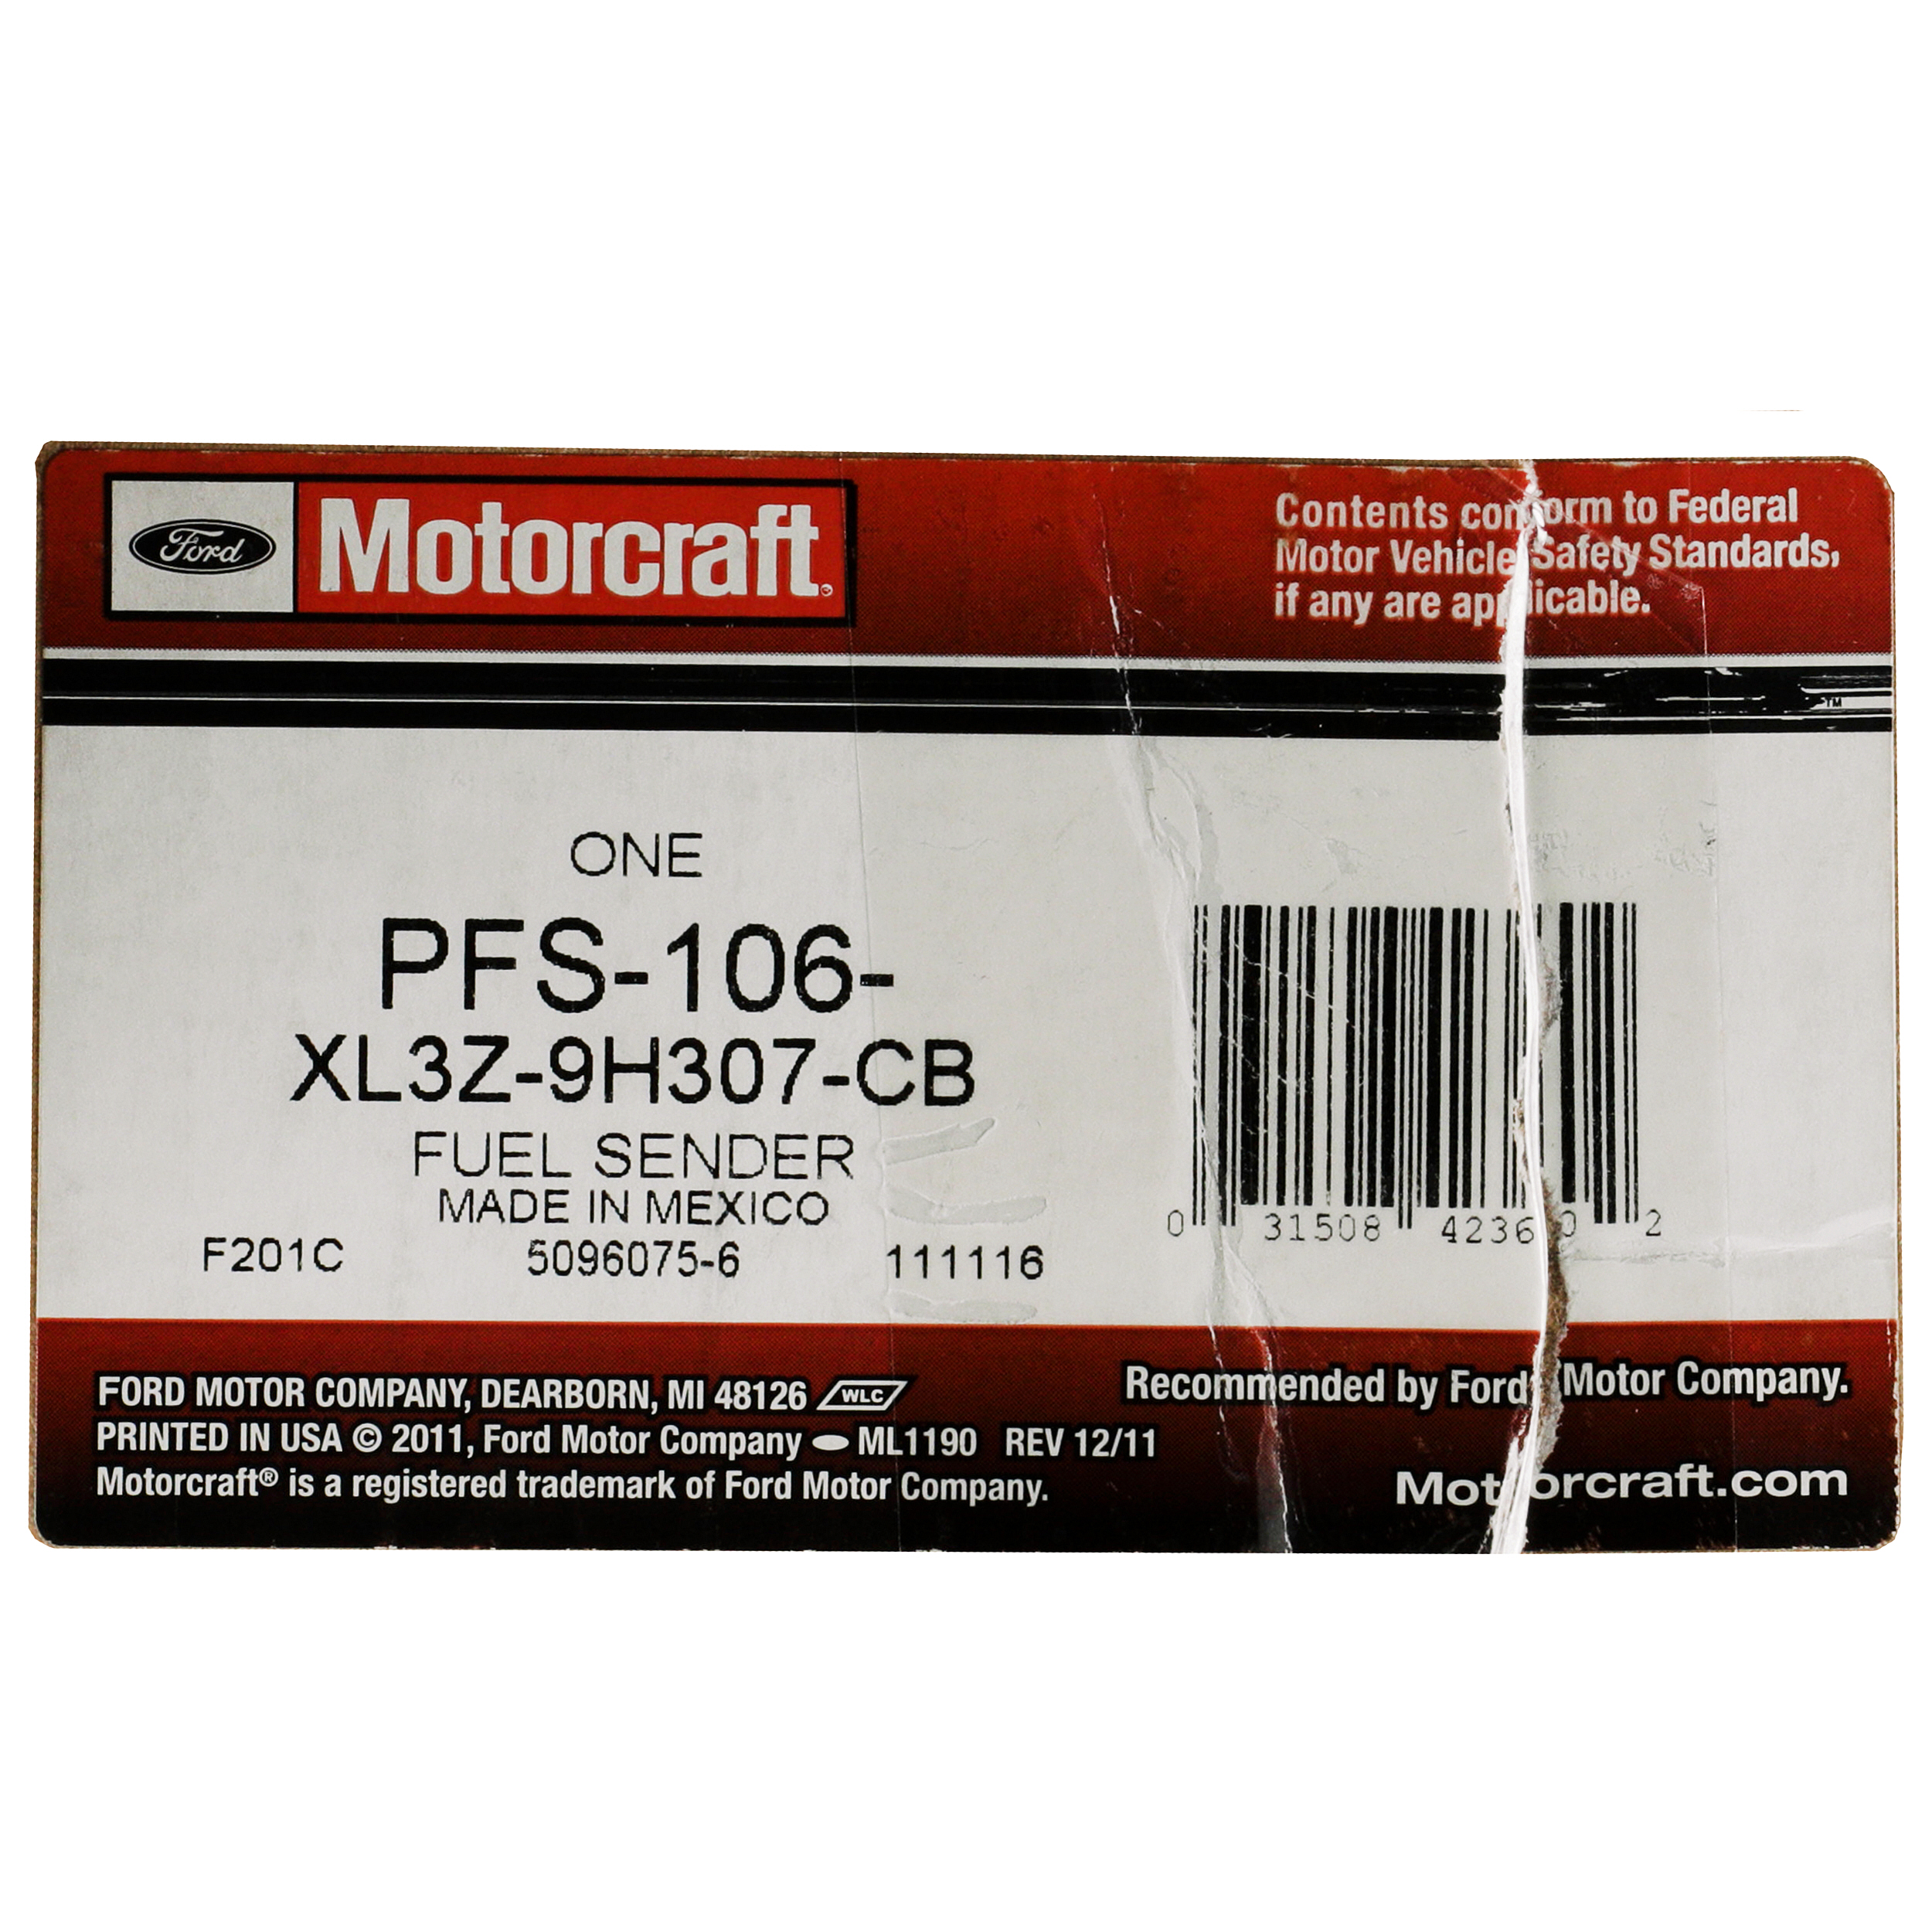 Ford
Motorcraft
Contents conform to Federal
Motor Vehicle Safety Standards,
if any are applicable.
TM
ONE
PFS-106-
XL3Z-9H307-CB
FUEL SENDER
MADE IN MEXICO
F201C 5096075-6 111116
0 31508 42360 2
FORD MOTOR COMPANY, DEARBORN, MI 48126 WLC
PRINTED IN USA © 2011, Ford Motor Company ML1190 REV 12/11
Motorcraft® is a registered trademark of Ford Motor Company.
Recommended by Ford Motor Company.
Motorcraft.com